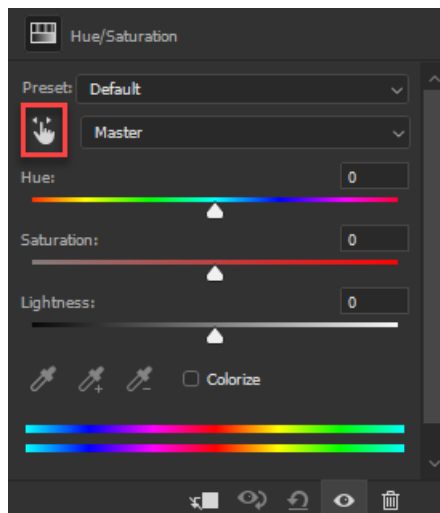 Hue/Saturation
Preset: Default
Master
Hue: 0
Saturation: 0
Lightness: 0
Colorize